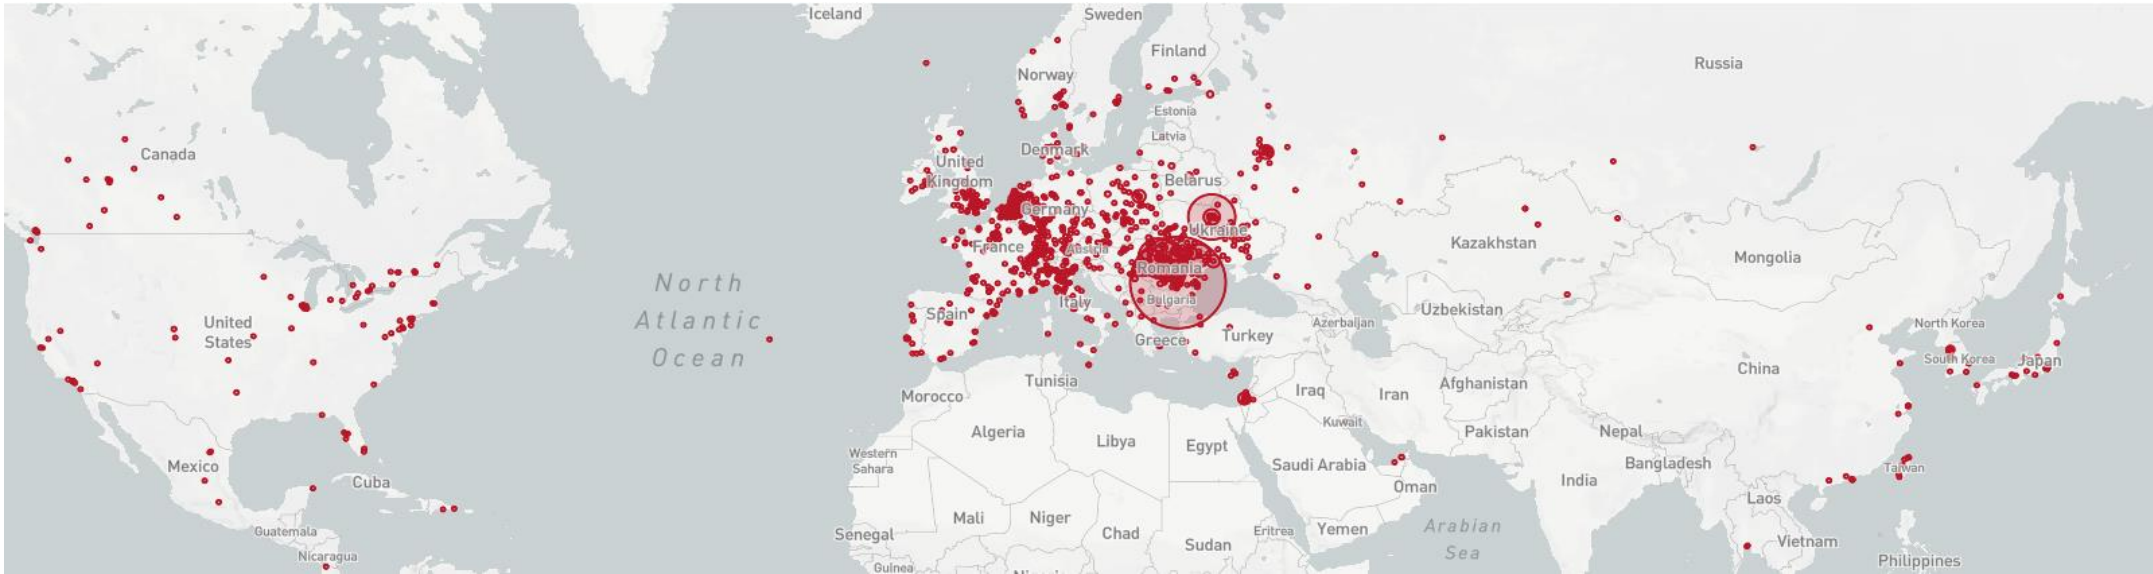 Iceland
Sweden
Finland
Russia
Norway
Estonia
Latvia
Canada
Denmark
United
Kingdom
Belarus
Germany
Ukraine
France
Austria
Kazakhstan
Mongolia
Romania
North
Atlantic
Ocean
Italy
Bulgaria
Spain
Uzbekistan
United
States
Azerbaijan
North Korea
Greece
Turkey
South Korea
Japan
China
Tunisia
Afghanistan
Morocco
Iraq
Iran
Kuwait
Algeria
Libya
Egypt
Pakistan
Nepal
Western
Sahara
Mexico
Saudi Arabia
Bangladesh
Taiwan
Cuba
India
Oman
Laos
Mali
Niger
Chad
Arabian
Sea
Guatemala
Senegal
Sudan
Eritrea
Yemen
Vietnam
Nicaragua
Guinea
Philippines